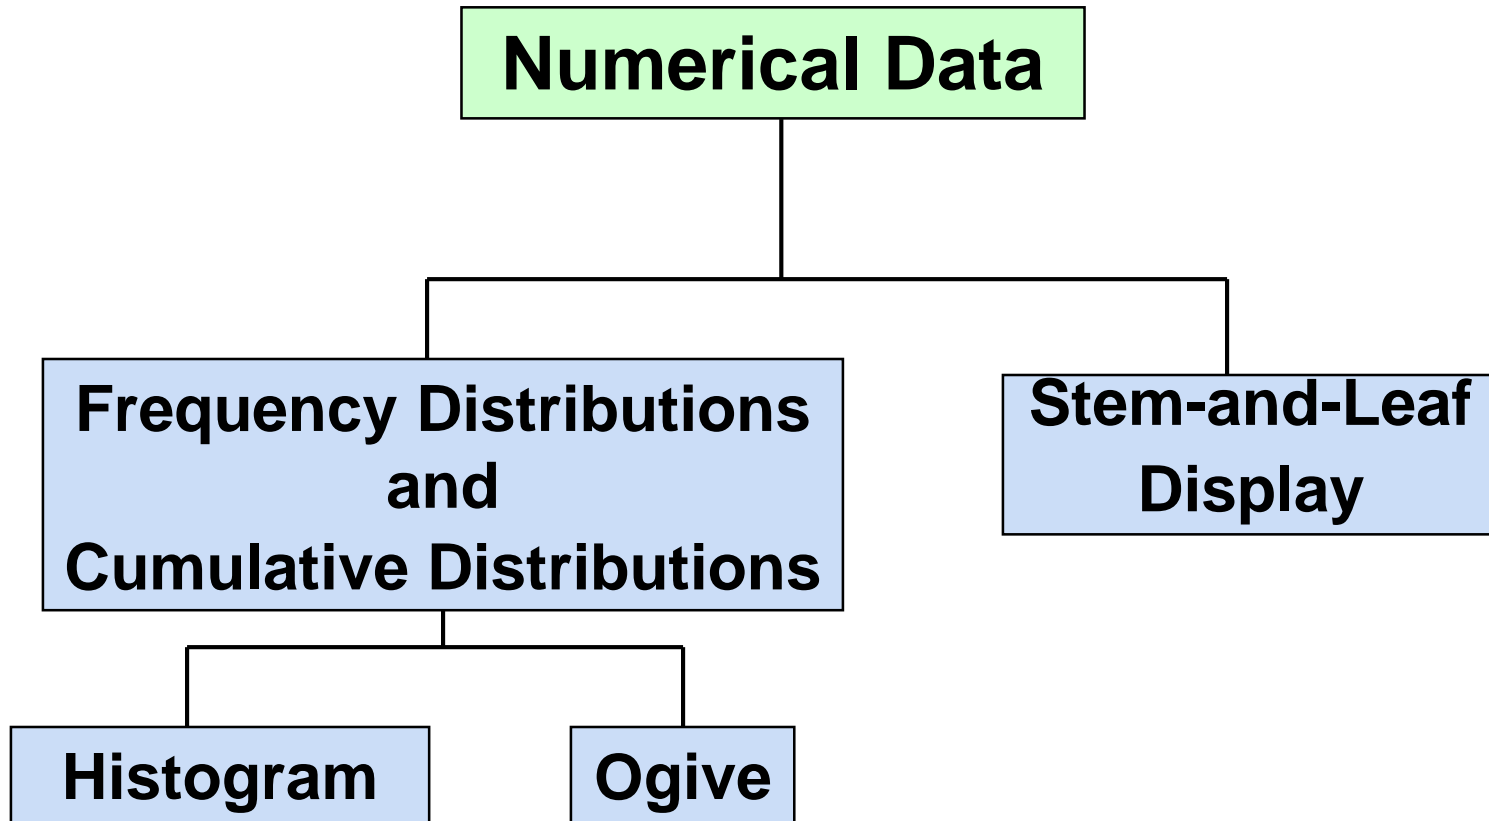 Numerical Data
Frequency Distributions
and
Cumulative Distributions
Stem-and-Leaf
Display
Histogram
Ogive